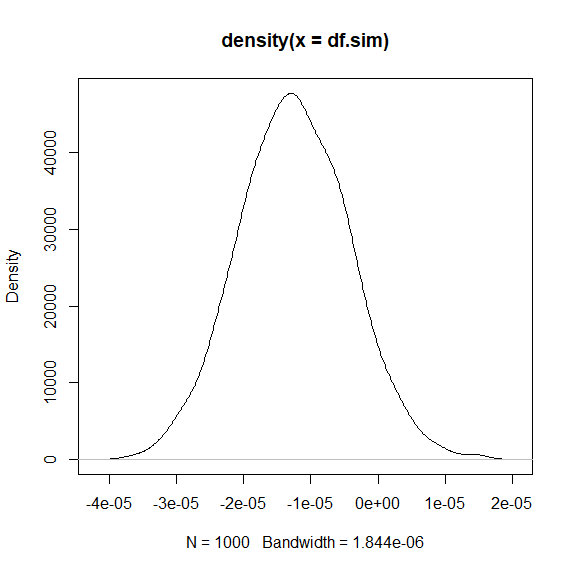 density(x = df.sim)
Density
40000
30000
20000
10000
0
-4e-05 -3e-05 -2e-05 -1e-05 0e+00 1e-05 2e-05
N = 1000 Bandwidth = 1.844e-06